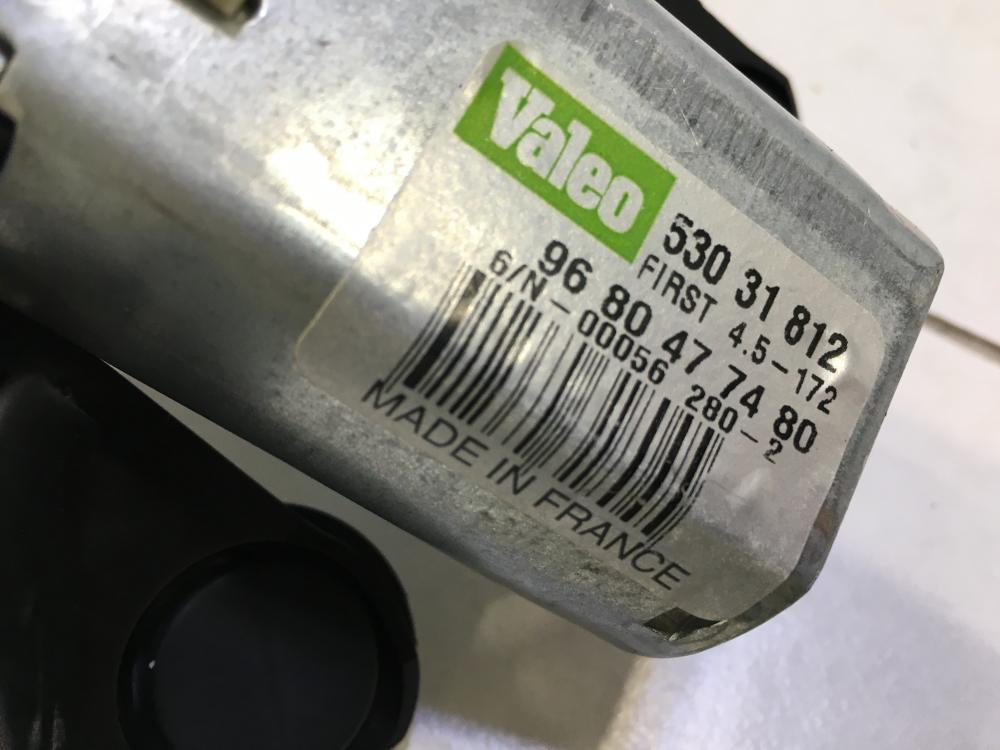 Valeo
530 31 812
FIRST 4.5-172
96 80 47 74 80
6/N-00056 280-2
MADE IN FRANCE